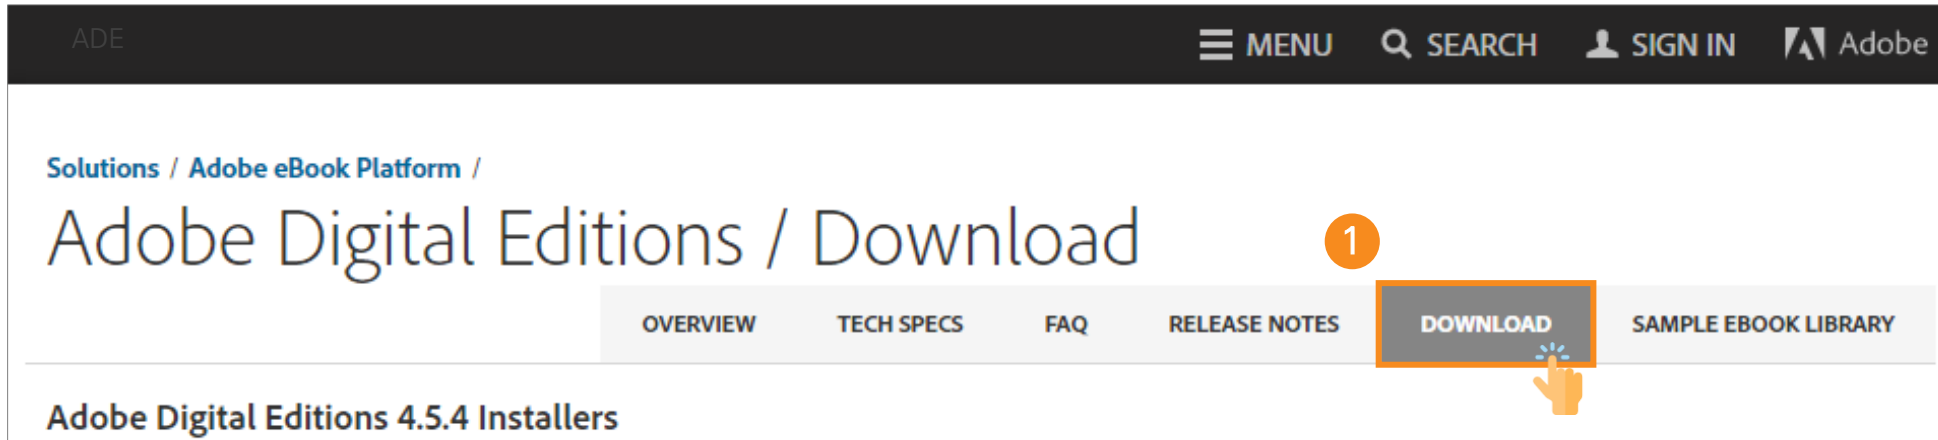 ADE
MENU SEARCH SIGN IN Adobe
Solutions / Adobe eBook Platform /
Adobe Digital Editions / Download
1
OVERVIEW TECH SPECS FAQ RELEASE NOTES DOWNLOAD SAMPLE EBOOK LIBRARY
Adobe Digital Editions 4.5.4 Installers